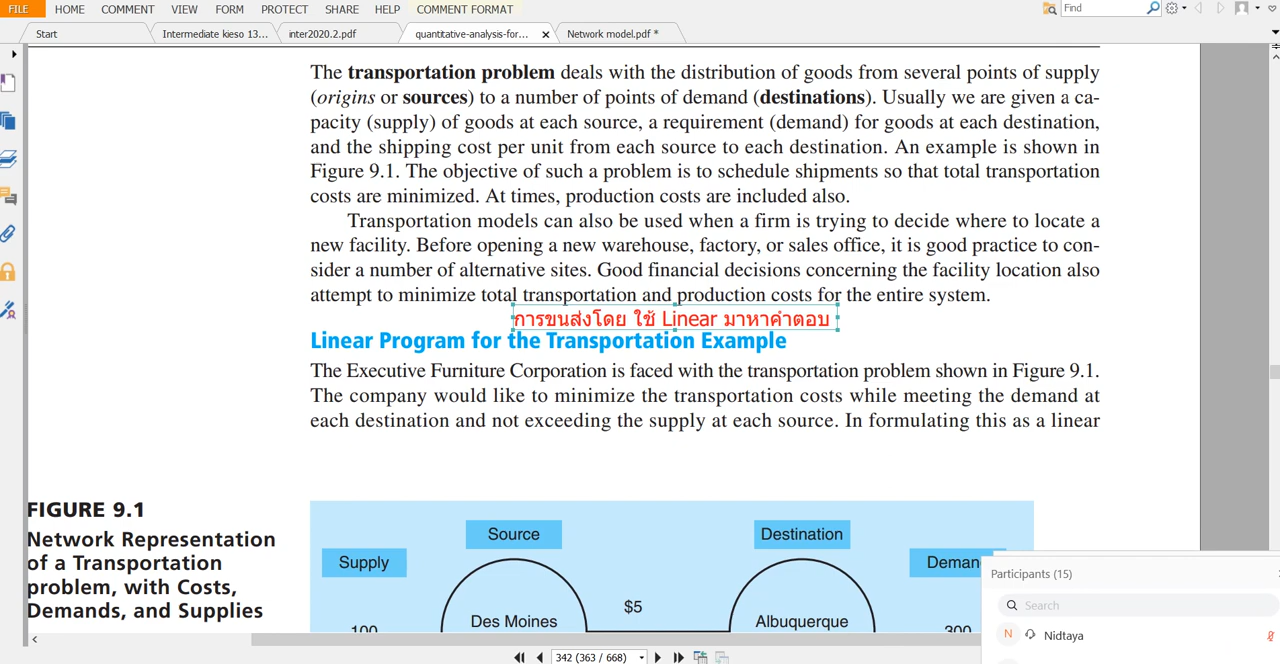 FILE HOME COMMENT VIEW FORM PROTECT SHARE HELP COMMENT FORMAT Find
Start Intermediate kieso 13... inter2020.2.pdf quantitative-analysis-for... Network model.pdf *
The transportation problem deals with the distribution of goods from several points of supply
(origins or sources) to a number of points of demand (destinations). Usually we are given a ca-
pacity (supply) of goods at each source, a requirement (demand) for goods at each destination,
and the shipping cost per unit from each source to each destination. An example is shown in
Figure 9.1. The objective of such a problem is to schedule shipments so that total transportation
costs are minimized. At times, production costs are included also.
Transportation models can also be used when a firm is trying to decide where to locate a
new facility. Before opening a new warehouse, factory, or sales office, it is good practice to con-
sider a number of alternative sites. Good financial decisions concerning the facility location also
attempt to minimize total transportation and production costs for the entire system.
การขนส่งโดย ใช้ Linear มาหาคำตอบ
Linear Program for the Transportation Example
The Executive Furniture Corporation is faced with the transportation problem shown in Figure 9.1.
The company would like to minimize the transportation costs while meeting the demand at
each destination and not exceeding the supply at each source. In formulating this as a linear
FIGURE 9.1
Network Representation
of a Transportation
problem, with Costs,
Demands, and Supplies
Source Destination
Supply Deman
$5
Des Moines Albuquerque
100 300
Participants (15)
Search
N Nidtaya
342 (363 / 668)